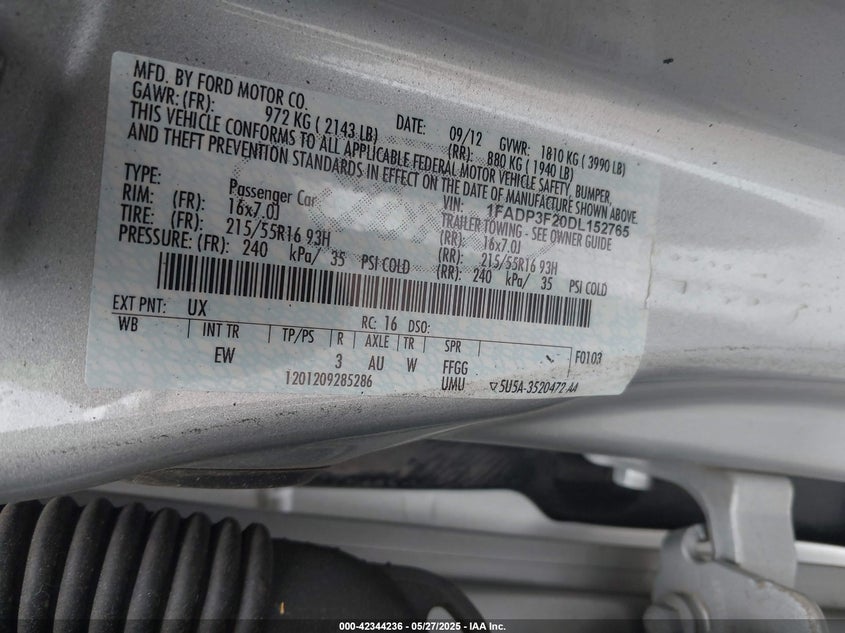 MFD. BY FORD MOTOR CO.
DATE: 09/12 GVWR: 1810 KG ( 3990 LB)
GAWR: (FR): 972 KG ( 2143 LB) (RR): 880 KG ( 1940 LB)
THIS VEHICLE CONFORMS TO ALL APPLICABLE FEDERAL MOTOR VEHICLE SAFETY, BUMPER,
AND THEFT PREVENTION STANDARDS IN EFFECT ON THE DATE OF MANUFACTURE SHOWN ABOVE.
VIN: 1FADP3F20DL152765
TYPE: Passenger Car TRAILER TOWING - SEE OWNER GUIDE
RIM: (FR): 16x7.0J (RR): 16x7.0J
TIRE: (FR): 215/55R16 93H (RR): 215/55R16 93H
PRESSURE: (FR): 240 kPa/ 35 PSI COLD (RR): 240 kPa/ 35 PSI COLD
EXT PNT: UX RC: 16 DSO:
WB INT TR TP/PS R AXLE TR SPR F0103
EW 3 AU W FFGG
UMU
1201209285286 ▽5U5A-3520472-AA
000-42344236 - 05/27/2025 - IAA Inc.